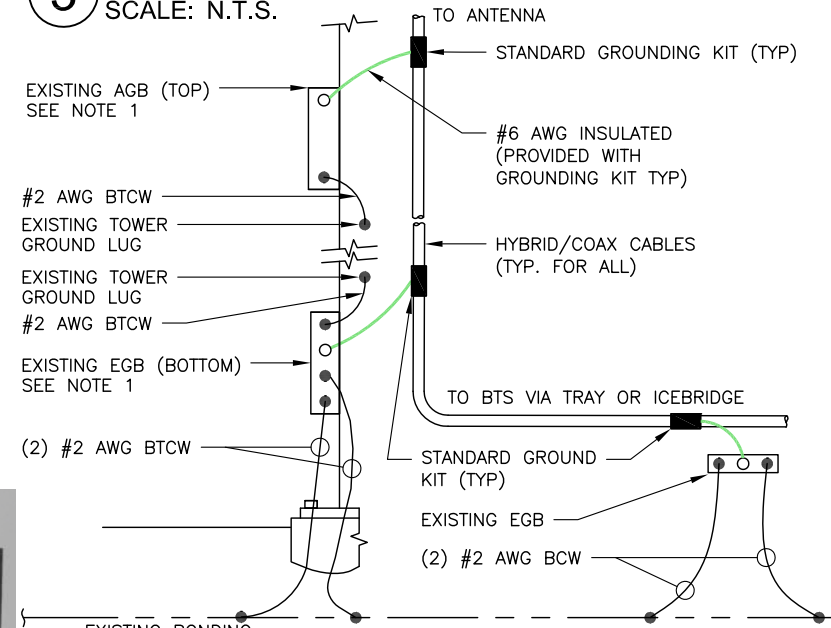 SCALE: N.T.S.
TO ANTENNA
STANDARD GROUNDING KIT (TYP)
EXISTING AGB (TOP)
SEE NOTE 1
#6 AWG INSULATED
(PROVIDED WITH
GROUNDING KIT TYP)
#2 AWG BTCW
EXISTING TOWER
GROUND LUG
HYBRID/COAX CABLES
(TYP. FOR ALL)
EXISTING TOWER
GROUND LUG
#2 AWG BTCW
EXISTING EGB (BOTTOM)
SEE NOTE 1
TO BTS VIA TRAY OR ICEBRIDGE
(2) #2 AWG BTCW
STANDARD GROUND
KIT (TYP)
EXISTING EGB
(2) #2 AWG BCW
EXISTING BONDING